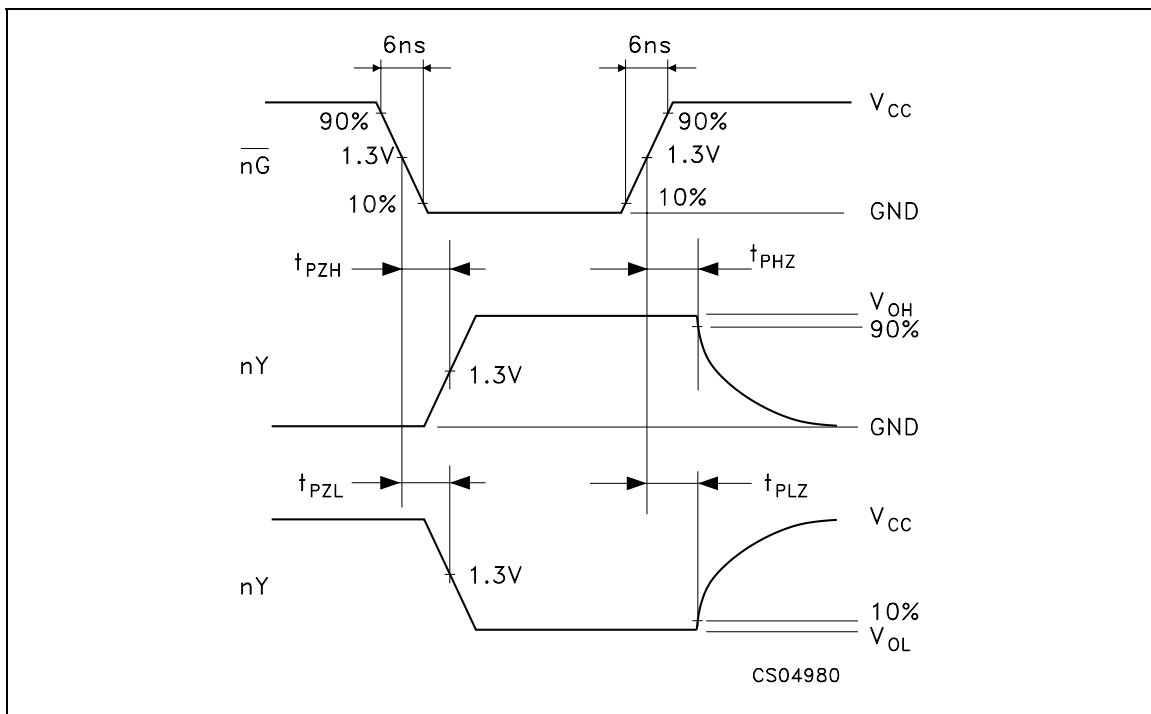 6ns 6ns
V_CC
90% 90%
n̅G̅ 1.3V 1.3V
10% 10%
GND
t_PZH t_PHZ
V_OH
90%
nY 1.3V
GND
t_PZL t_PLZ
V_CC
nY 1.3V
10%
V_OL
CS04980